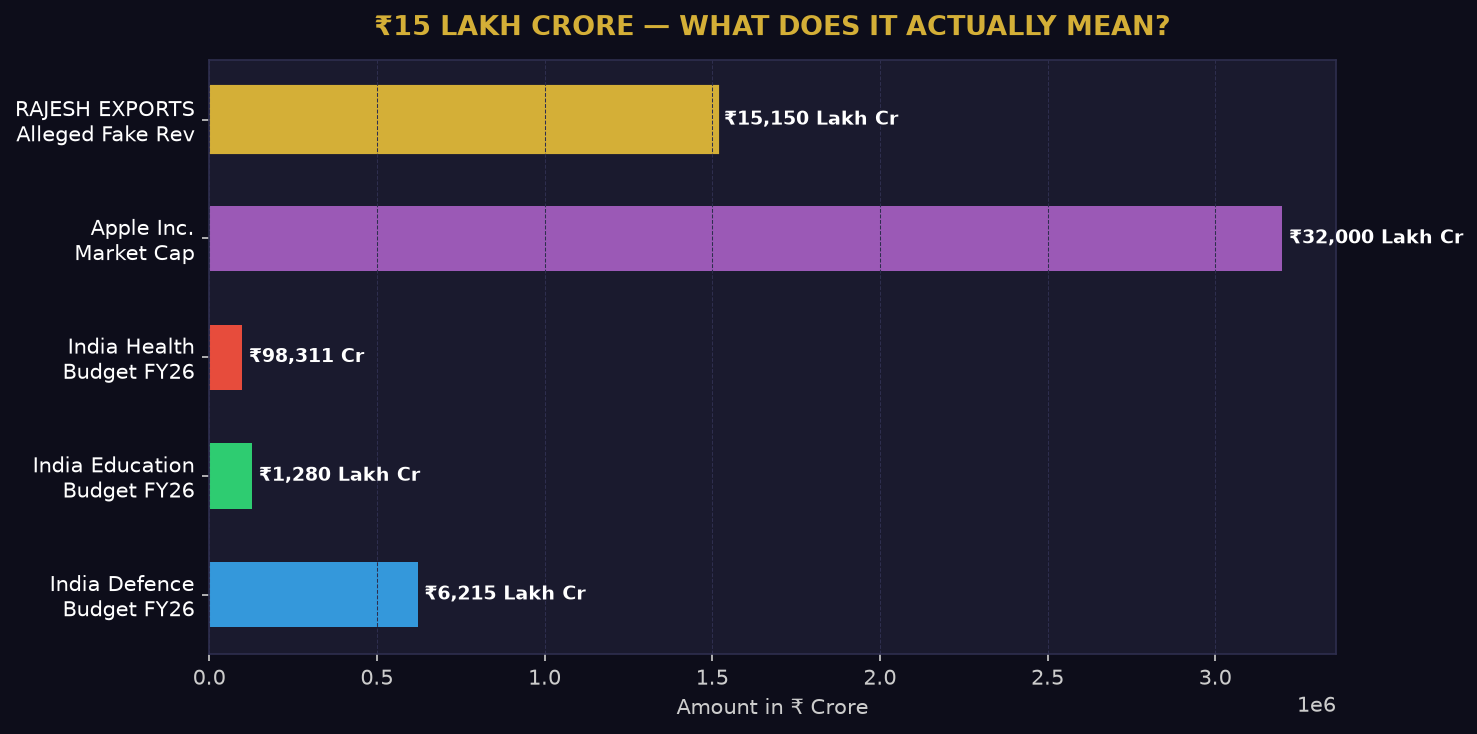 ₹15 LAKH CRORE — WHAT DOES IT ACTUALLY MEAN?
RAJESH EXPORTS
Alleged Fake Rev
₹15,150 Lakh Cr
Apple Inc.
Market Cap
₹32,000 Lakh Cr
India Health
Budget FY26
₹98,311 Cr
India Education
Budget FY26
₹1,280 Lakh Cr
India Defence
Budget FY26
₹6,215 Lakh Cr
0.0 0.5 1.0 1.5 2.0 2.5 3.0
Amount in ₹ Crore
1e6